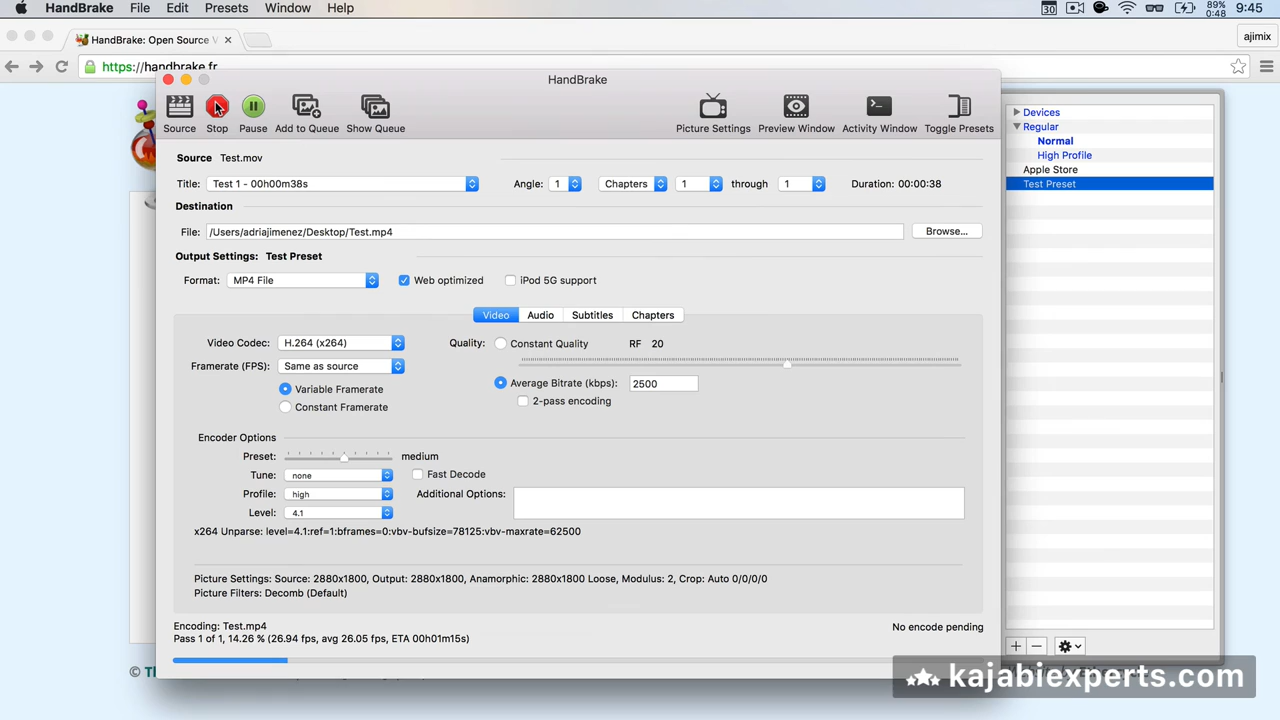 HandBrake File Edit Presets Window Help 30 89% 0:48 9:45
HandBrake: Open Source V ajimix
https://handbrake.fr
HandBrake
Source Stop Pause Add to Queue Show Queue Picture Settings Preview Window Activity Window Toggle Presets
Source Test.mov
Title: Test 1 - 00h00m38s Angle: 1 Chapters 1 through 1 Duration: 00:00:38
Destination
File: /Users/adriajimenez/Desktop/Test.mp4 Browse...
Output Settings: Test Preset
Format: MP4 File Web optimized iPod 5G support
Video Audio Subtitles Chapters
Video Codec: H.264 (x264) Quality: Constant Quality RF 20
Framerate (FPS): Same as source
Variable Framerate Average Bitrate (kbps): 2500
Constant Framerate 2-pass encoding
Encoder Options
Preset: medium
Tune: none Fast Decode
Profile: high Additional Options:
Level: 4.1
x264 Unparse: level=4.1:ref=1:bframes=0:vbv-bufsize=78125:vbv-maxrate=62500
Picture Settings: Source: 2880x1800, Output: 2880x1800, Anamorphic: 2880x1800 Loose, Modulus: 2, Crop: Auto 0/0/0/0
Picture Filters: Decomb (Default)
Encoding: Test.mp4 No encode pending
Pass 1 of 1, 14.26 % (26.94 fps, avg 26.05 fps, ETA 00h01m15s)
Devices
Regular
Normal
High Profile
Apple Store
Test Preset
© Th
kajabiexperts.com